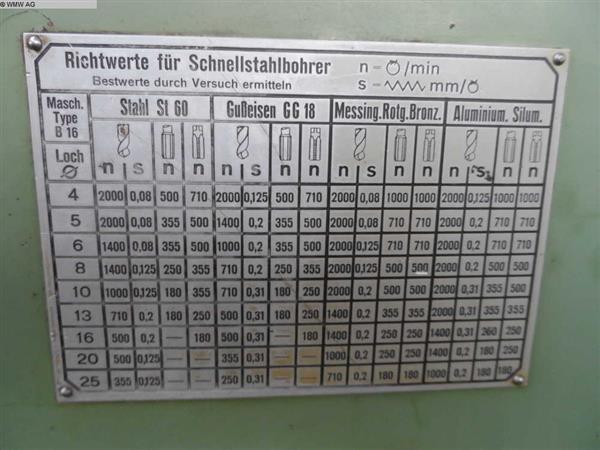 © WMW AG
Richtwerte für Schnellstahlbohrer n = /min
Bestwerte durch Versuch ermitteln s = mm/
Masch. Type B 16 Stahl St 60 Gußeisen GG 18 Messing.Rotg.Bronz. Aluminium. Silum.
Loch ⌀ n s n n n s n n n s n n n s n n
4 2000 0,08 500 710 2000 0,125 500 710 2000 0,08 1000 1000 2000 0,125 1000 1000
5 2000 0,08 355 500 1400 0,2 355 500 2000 0,08 710 710 2000 0,2 710 710
6 1400 0,08 355 500 1000 0,2 355 500 2000 0,125 710 710 2000 0,2 500 710
8 1400 0,125 250 355 710 0,2 250 355 2000 0,125 500 500 2000 0,2 500 500
10 1000 0,125 180 250 710 0,31 180 250 2000 0,2 500 500 2000 0,31 355 500
13 710 0,2 180 250 500 0,31 180 250 1400 0,2 355 355 2000 0,31 355 355
16 500 0,2 — 180 500 0,31 — 180 1400 0,2 250 250 1400 0,31 260 250
20 500 0,125 — — 355 0,31 — — 1000 0,2 250 250 1400 0,2 180 250
25 355 0,125 — — 250 0,31 — — 710 0,2 180 180 1000 0,2 180 180